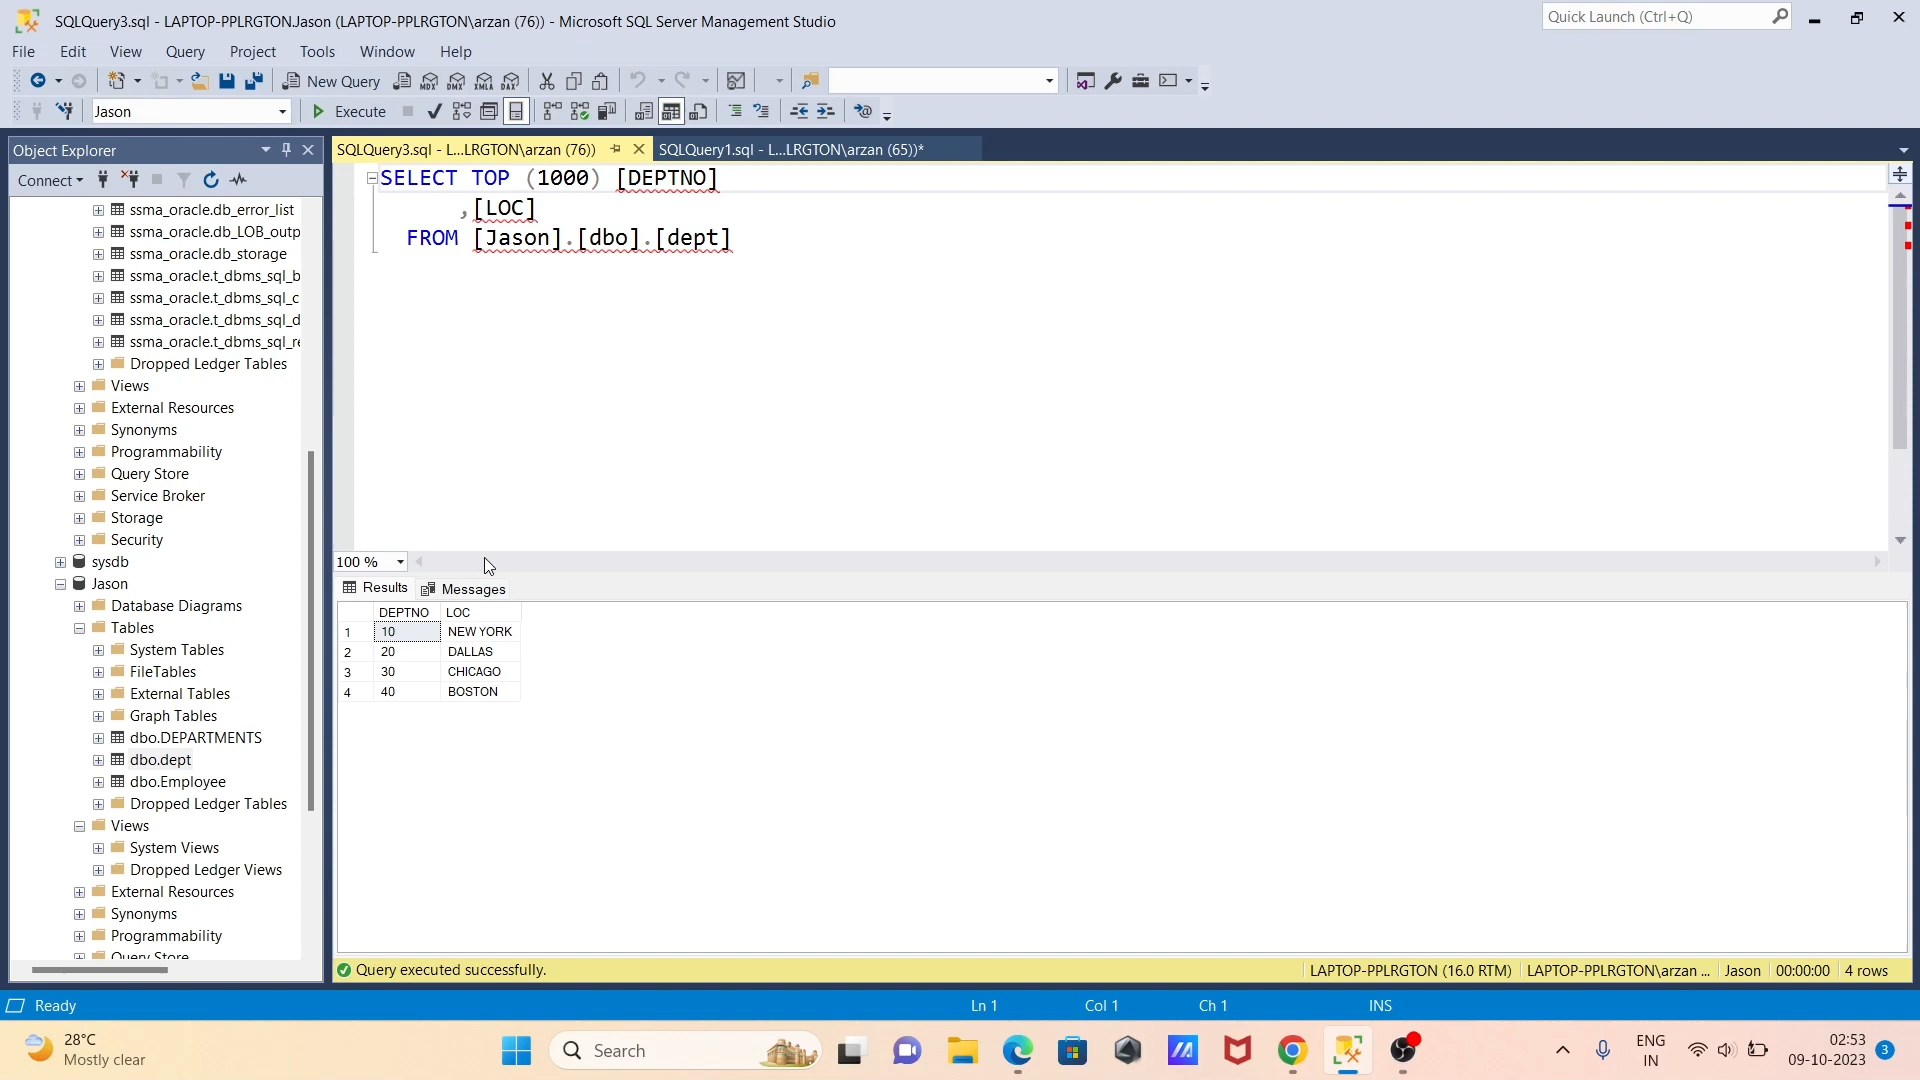 SQLQuery3.sql - LAPTOP-PPLRGTON.Jason (LAPTOP-PPLRGTON\arzan (76)) - Microsoft SQL Server Management Studio
Quick Launch (Ctrl+Q)
File Edit View Query Project Tools Window Help
New Query
MDX DMX XMLA DAX
Jason
Execute
Object Explorer
SQLQuery3.sql - L...LRGTON\arzan (76))
SQLQuery1.sql - L...LRGTON\arzan (65))*
Connect
ssma_oracle.db_error_list
ssma_oracle.db_LOB_outp
ssma_oracle.db_storage
ssma_oracle.t_dbms_sql_b
ssma_oracle.t_dbms_sql_c
ssma_oracle.t_dbms_sql_d
ssma_oracle.t_dbms_sql_re
Dropped Ledger Tables
Views
External Resources
Synonyms
Programmability
Query Store
Service Broker
Storage
Security
sysdb
Jason
Database Diagrams
Tables
System Tables
FileTables
External Tables
Graph Tables
dbo.DEPARTMENTS
dbo.dept
dbo.Employee
Dropped Ledger Tables
Views
System Views
Dropped Ledger Views
External Resources
Synonyms
Programmability
Query Store
SELECT TOP (1000) [DEPTNO]
,[LOC]
FROM [Jason].[dbo].[dept]
100 %
Results Messages
DEPTNO LOC
1 10 NEW YORK
2 20 DALLAS
3 30 CHICAGO
4 40 BOSTON
Query executed successfully.
LAPTOP-PPLRGTON (16.0 RTM) LAPTOP-PPLRGTON\arzan ... Jason 00:00:00 4 rows
Ready Ln 1 Col 1 Ch 1 INS
28°C
Mostly clear
Search
ENG
IN
02:53
09-10-2023
3